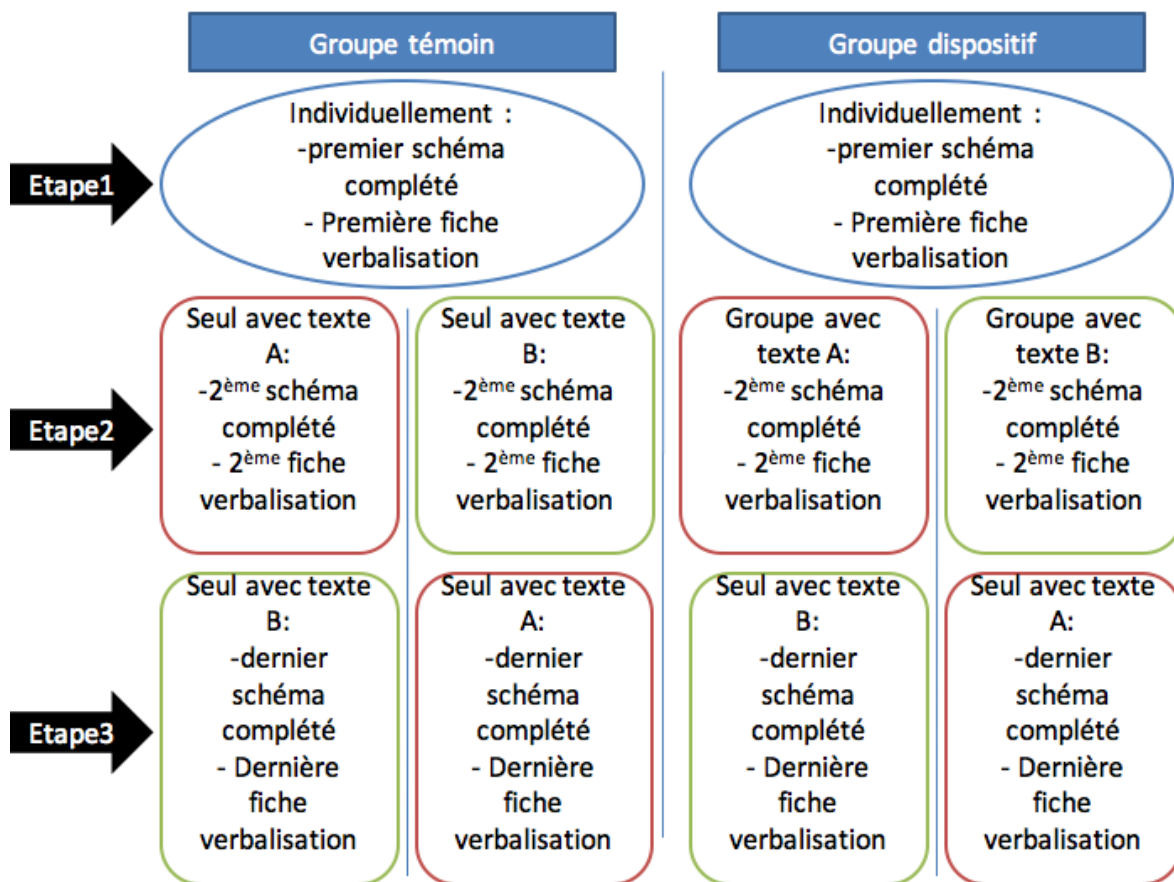 Groupe témoin
Groupe dispositif
Etape1
Individuellement :
-premier schéma
complété
- Première fiche
verbalisation
Individuellement :
-premier schéma
complété
- Première fiche
verbalisation
Etape2
Seul avec texte
A:
-2ème schéma
complété
- 2ème fiche
verbalisation
Seul avec texte
B:
-2ème schéma
complété
- 2ème fiche
verbalisation
Groupe avec
texte A:
-2ème schéma
complété
- 2ème fiche
verbalisation
Groupe avec
texte B:
-2ème schéma
complété
- 2ème fiche
verbalisation
Etape3
Seul avec texte
B:
-dernier
schéma
complété
- Dernière
fiche
verbalisation
Seul avec texte
A:
-dernier
schéma
complété
- Dernière
fiche
verbalisation
Seul avec texte
B:
-dernier
schéma
complété
- Dernière
fiche
verbalisation
Seul avec texte
A:
-dernier
schéma
complété
- Dernière
fiche
verbalisation